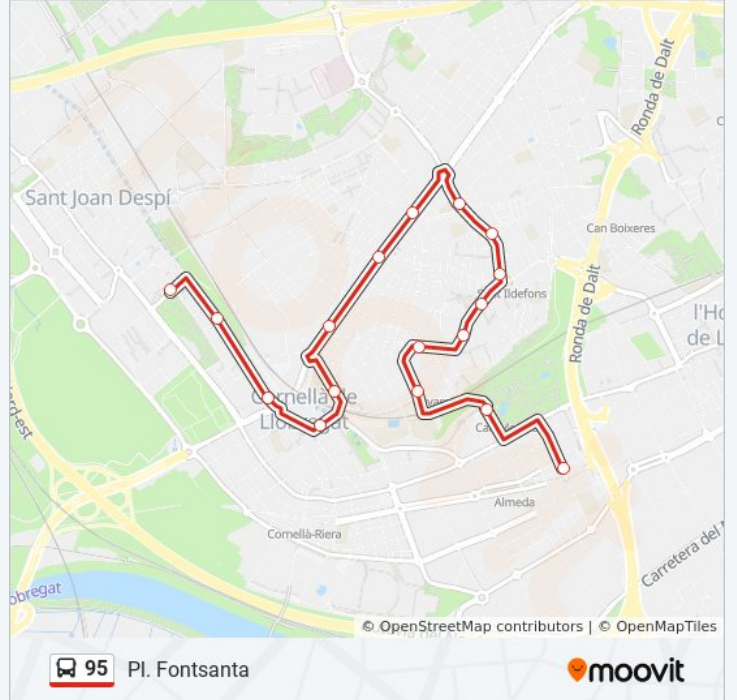 Ronda de Dalt
Sant Joan Despí
Can Boixeres
Sant Ildefons
Ronda de Dalt
l'Ho
de L
Cornellà de
Llobregat
Almeda
Cornellà-Riera
Carretera del
obregat
© OpenStreetMap contributors | © OpenMapTiles
95 Pl. Fontsanta
moovit